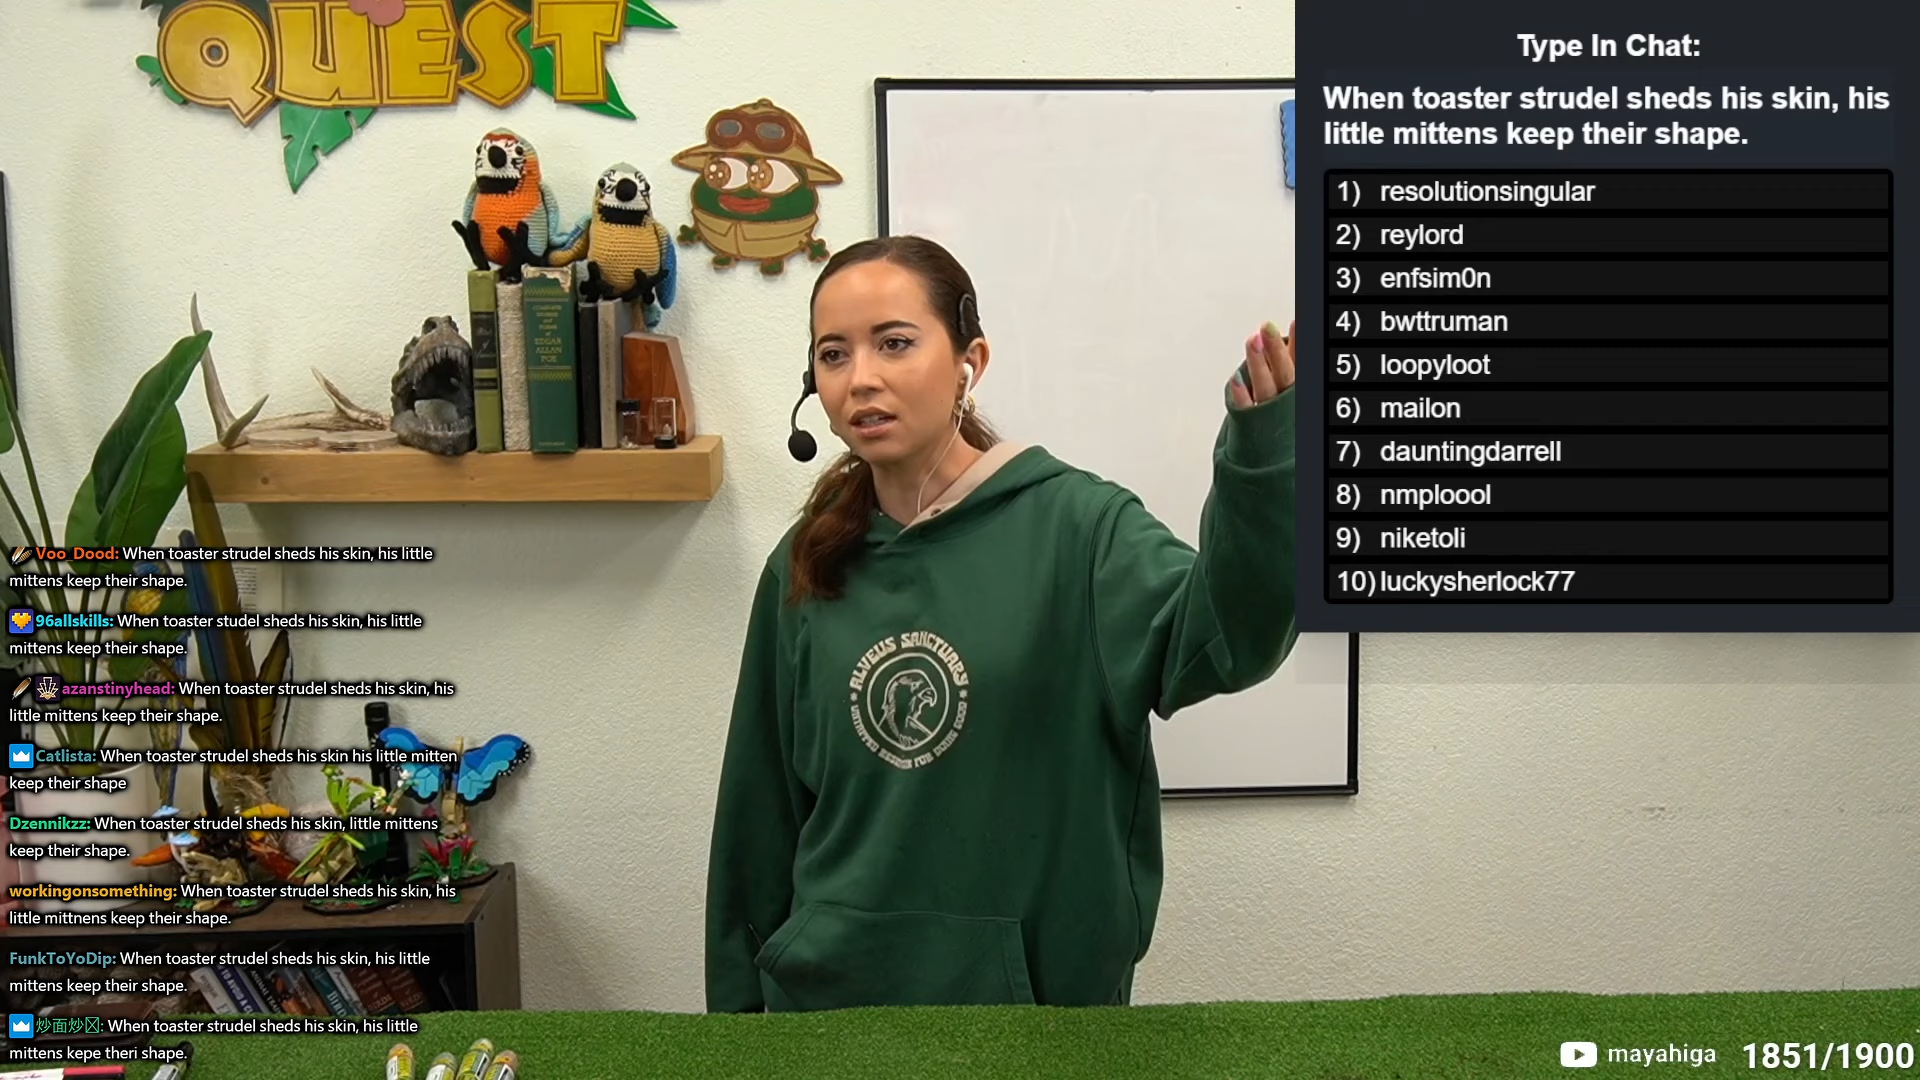 QUEST
Type In Chat:
When toaster strudel sheds his skin, his
little mittens keep their shape.
1) resolutionsingular
2) reylord
3) enfsim0n
4) bwttruman
5) loopyloot
6) mailon
7) dauntingdarrell
8) nmploool
9) niketoli
10) luckysherlock77
EDGAR
ALLAN
POE
ALVEUS SANCTUARY
Voo_Dood: When toaster strudel sheds his skin, his little
mittens keep their shape.
96allskills: When toaster studel sheds his skin, his little
mittens keep their shape.
azanstinyhead: When toaster strudel sheds his skin, his
little mittens keep their shape.
Catlista: When toaster strudel sheds his skin his little mitten
keep their shape
Dzennikzz: When toaster strudel sheds his skin, little mittens
keep their shape.
workingonsomething: When toaster strudel sheds his skin, his
little mittnens keep their shape.
FunkToYoDip: When toaster strudel sheds his skin, his little
mittens keep their shape.
炒面炒: When toaster strudel sheds his skin, his little
mittens kepe theri shape.
mayahiga 1851/1900